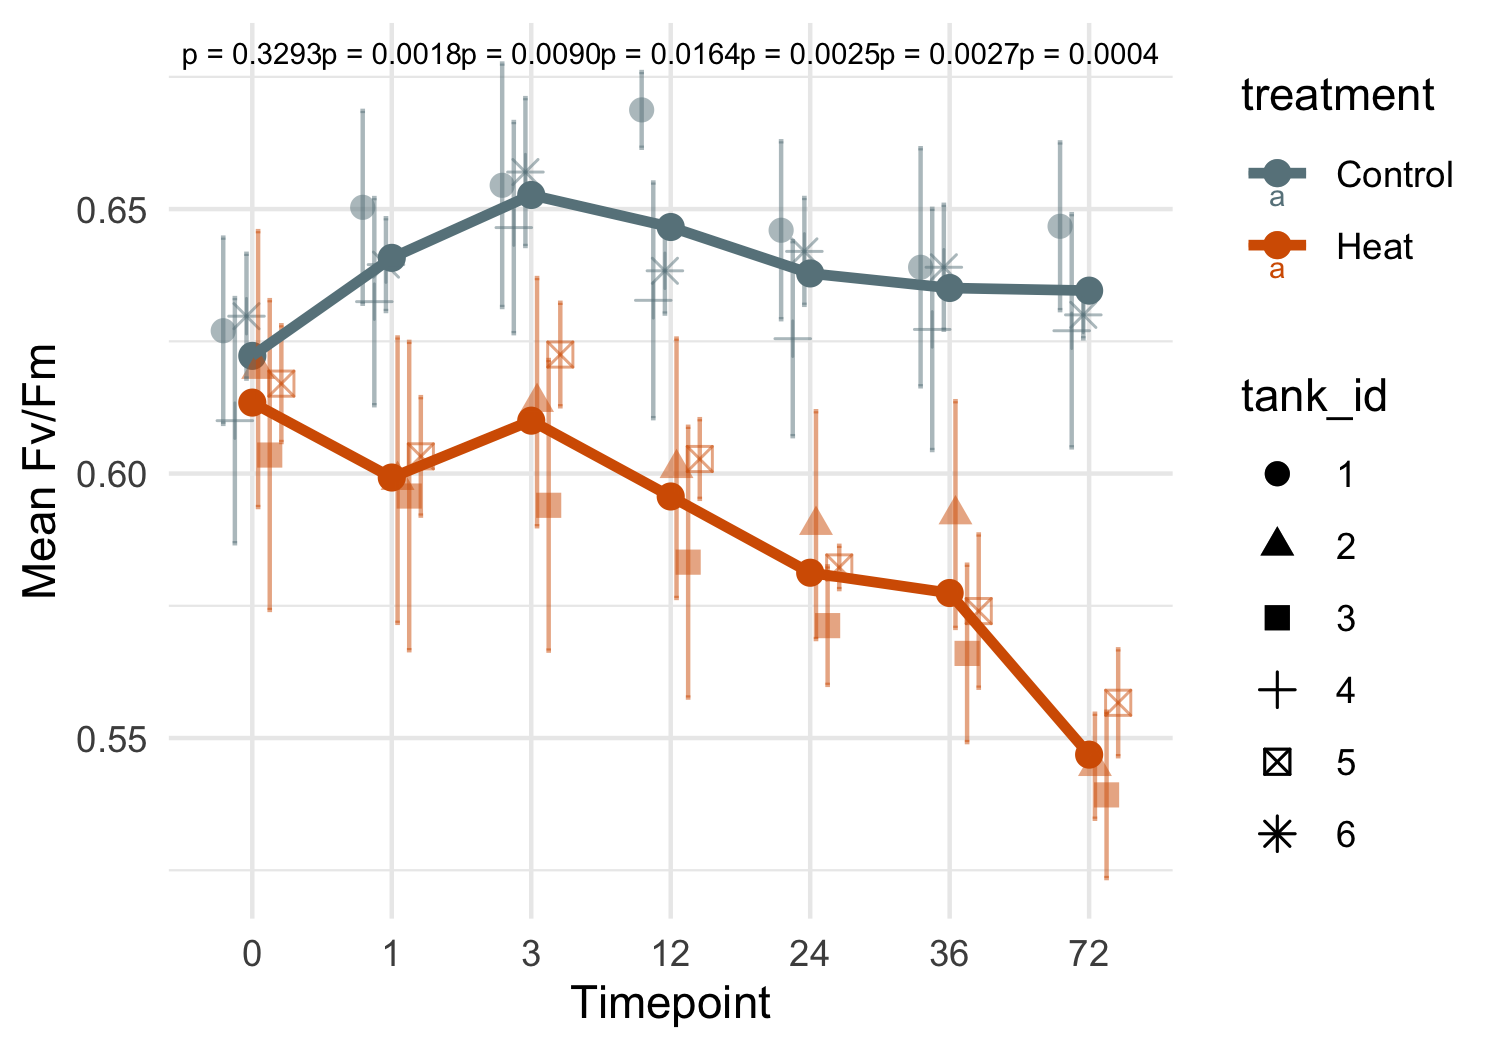 p = 0.3293p = 0.0018p = 0.0090p = 0.0164p = 0.0025p = 0.0027p = 0.0004
0.65
0.60
0.55
Mean Fv/Fm
0 1 3 12 24 36 72
Timepoint
treatment
a Control
a Heat
tank_id
1
2
3
4
5
6